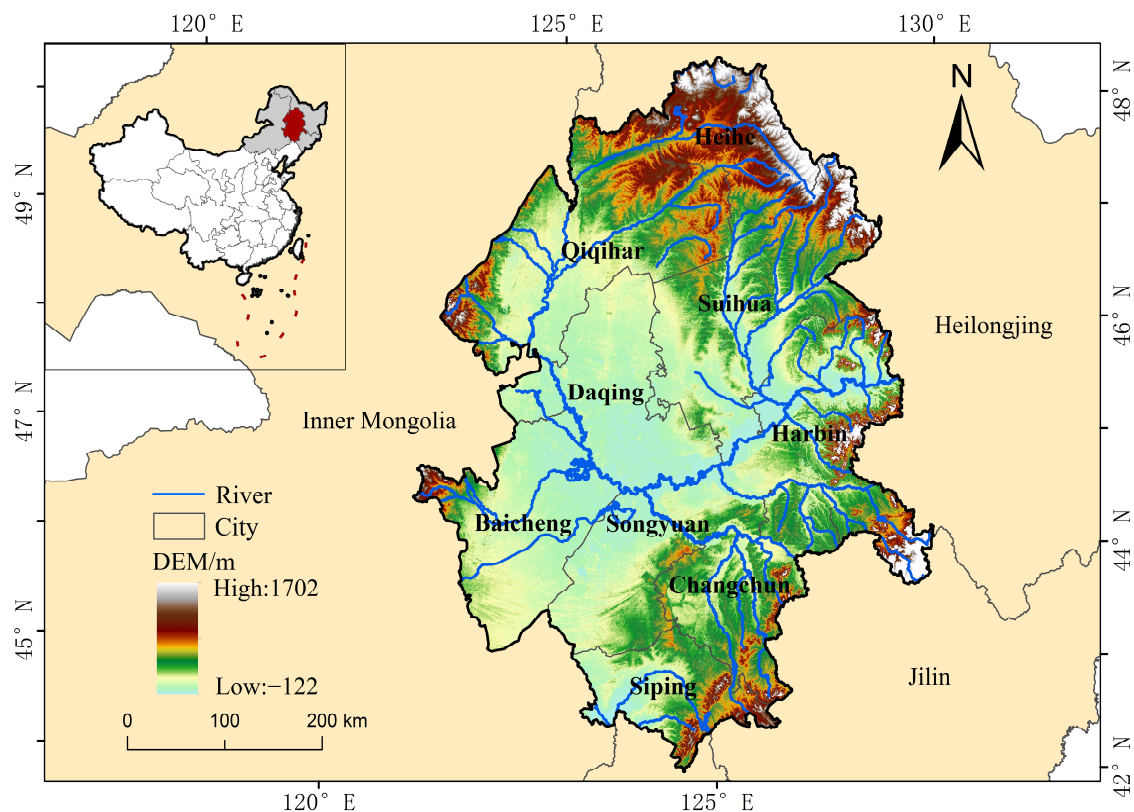 120° E
125° E
130° E
N
48° N
49° N
Heihe
Qiqihar
Suihua
46° N
Heilongjing
Daqing
47° N
Inner Mongolia
Harbin
River
Baicheng
Songyuan
City
44° N
DEM/m
High:1702
Changchun
45° N
Low:−122
Siping
Jilin
0
100
200 km
42° N
120° E
125° E